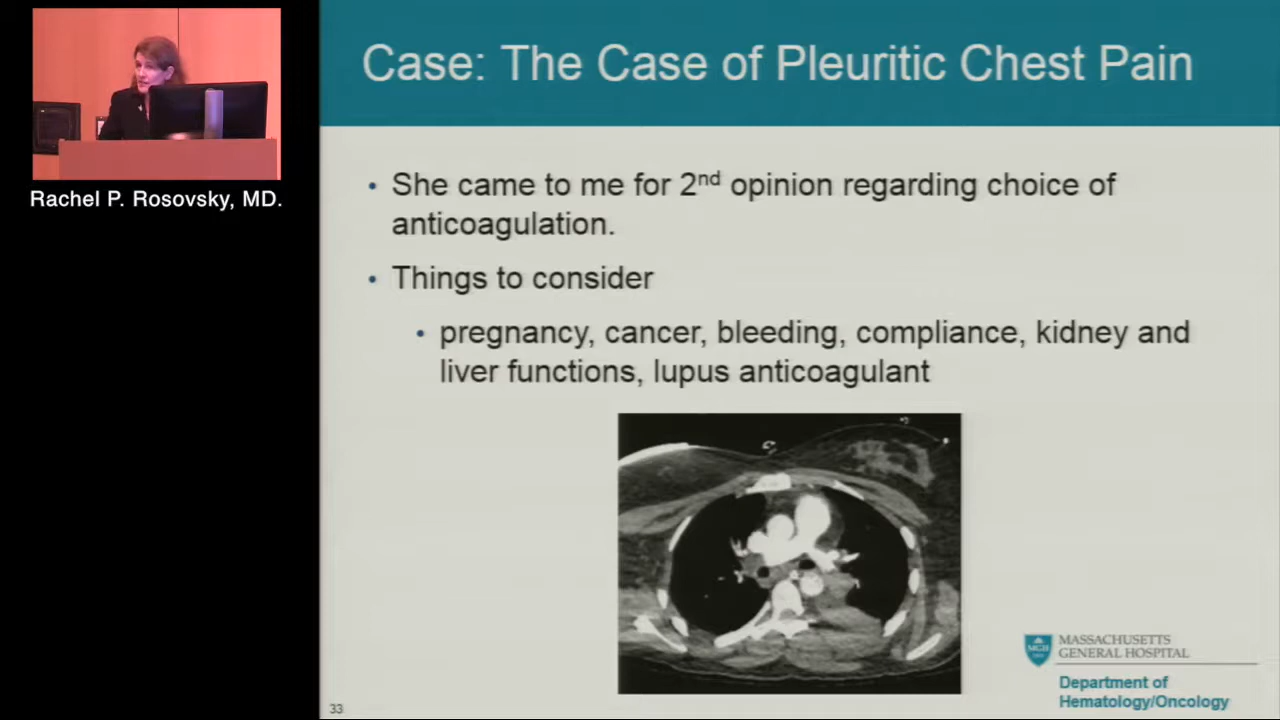 Case: The Case of Pleuritic Chest Pain
Rachel P. Rosovsky, MD.
• She came to me for 2nd opinion regarding choice of
anticoagulation.
• Things to consider
• pregnancy, cancer, bleeding, compliance, kidney and
liver functions, lupus anticoagulant
MASSACHUSETTS
GENERAL HOSPITAL
Department of
Hematology/Oncology
MGH
33